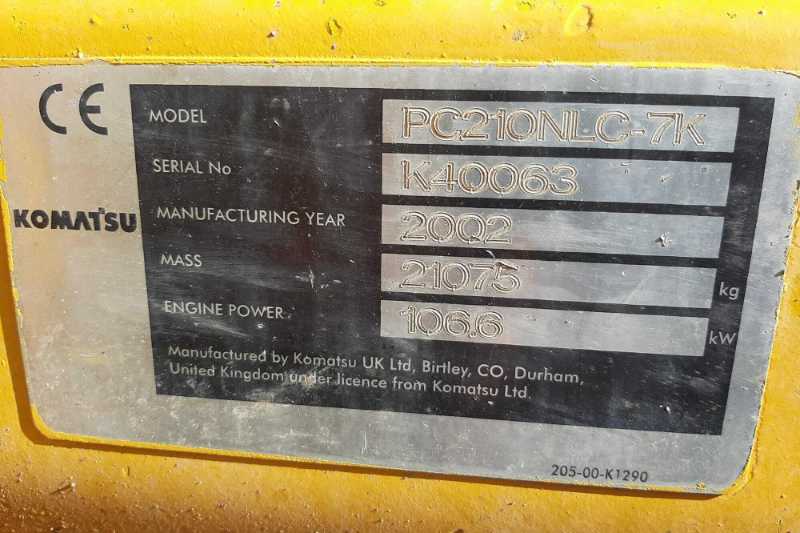 CE
KOMATSU
MODEL PC210NLC-7K
SERIAL No K40063
MANUFACTURING YEAR 2002
MASS 21075 kg
ENGINE POWER 106.6 kW
Manufactured by Komatsu UK Ltd, Birtley, CO, Durham,
United Kingdom under licence from Komatsu Ltd.
205-00-K1290